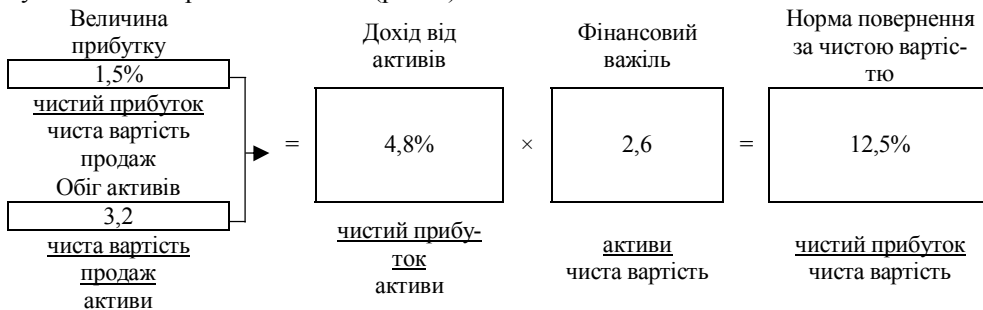 Величина
прибутку
1,5%
чистий прибуток
чиста вартість
продаж
Обіг активів
3,2
чиста вартість
продаж
активи
=
Дохід від
активів
4,8%
чистий прибу-
ток
активи
×
Фінансовий
важіль
2,6
активи
чиста вартість
=
Норма повернення
за чистою вартіс-
тю
12,5%
чистий прибуток
чиста вартість